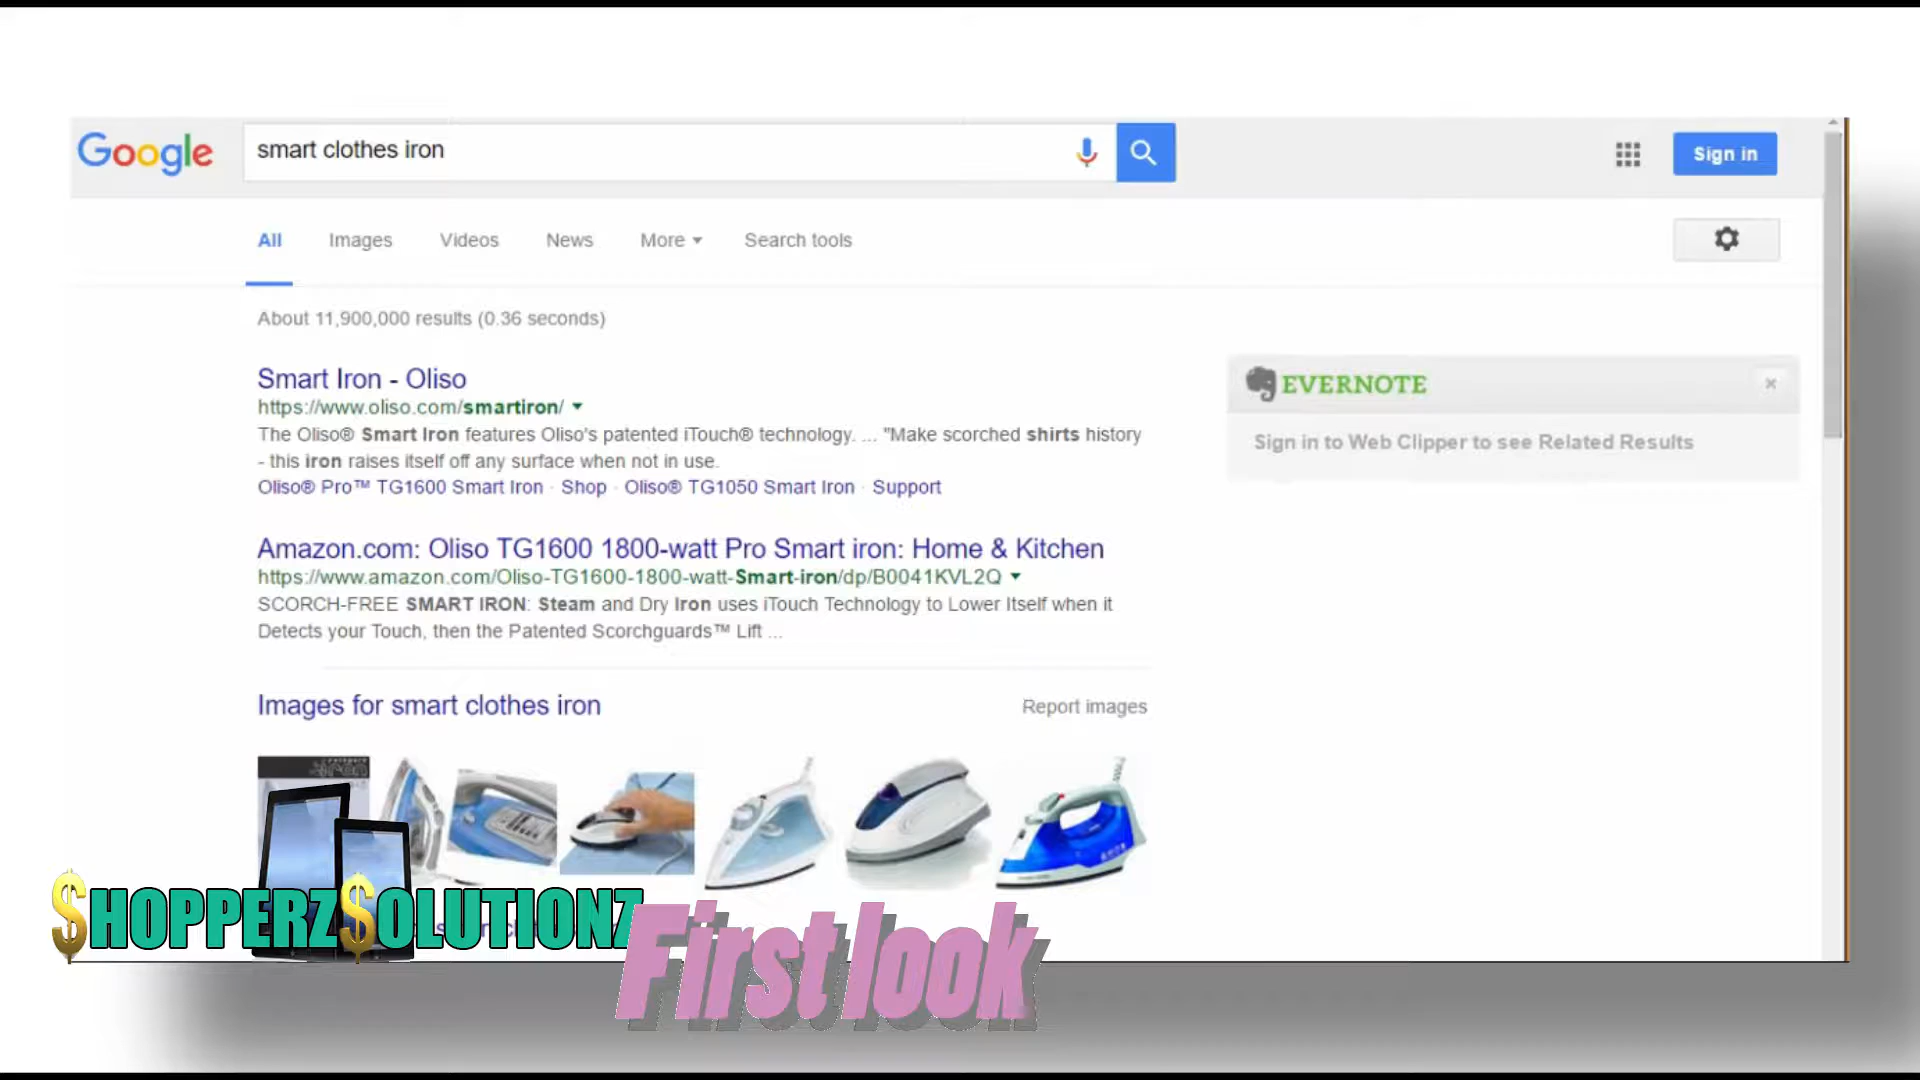 Google
smart clothes iron
Sign in
All Images Videos News More Search tools
About 11,900,000 results (0.36 seconds)
Smart Iron - Oliso
https://www.oliso.com/smartiron/
The Oliso® Smart Iron features Oliso's patented iTouch® technology. ... "Make scorched shirts history
- this iron raises itself off any surface when not in use.
Oliso® Pro™ TG1600 Smart Iron · Shop · Oliso® TG1050 Smart Iron · Support
EVERNOTE
Sign in to Web Clipper to see Related Results
Amazon.com: Oliso TG1600 1800-watt Pro Smart iron: Home & Kitchen
https://www.amazon.com/Oliso-TG1600-1800-watt-Smart-iron/dp/B0041KVL2Q
SCORCH-FREE SMART IRON: Steam and Dry Iron uses iTouch Technology to Lower Itself when it
Detects your Touch, then the Patented Scorchguards™ Lift ...
Images for smart clothes iron
Report images
$HOPPERZ$OLUTIONZ
First look